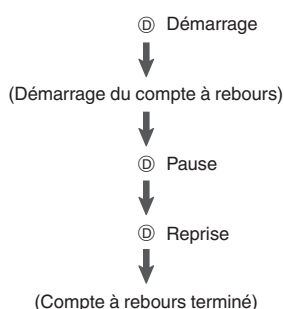 Ⓓ Démarrage
(Démarrage du compte à rebours)
Ⓓ Pause
Ⓓ Reprise
(Compte à rebours terminé)